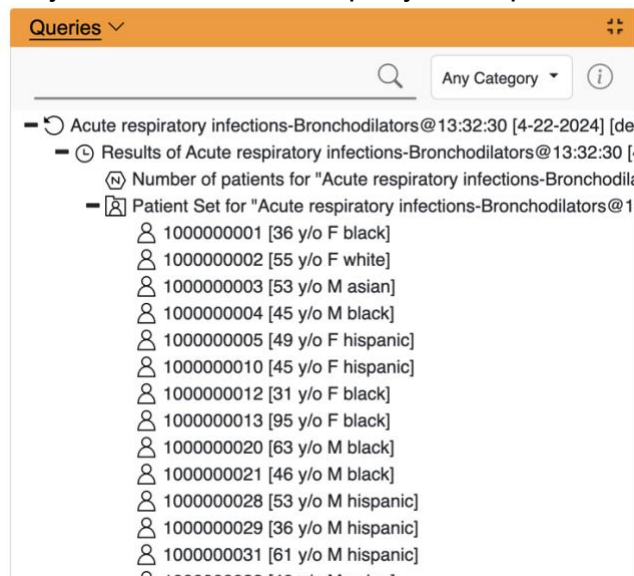 Queries
Any Category
Acute respiratory infections-Bronchodilators@13:32:30 [4-22-2024] [de
Results of Acute respiratory infections-Bronchodilators@13:32:30 [
Number of patients for "Acute respiratory infections-Bronchodila
Patient Set for "Acute respiratory infections-Bronchodilators@1
1000000001 [36 y/o F black]
1000000002 [55 y/o F white]
1000000003 [53 y/o M asian]
1000000004 [45 y/o M black]
1000000005 [49 y/o F hispanic]
1000000010 [45 y/o F hispanic]
1000000012 [31 y/o F black]
1000000013 [95 y/o F black]
1000000020 [63 y/o M black]
1000000021 [46 y/o M black]
1000000028 [53 y/o M hispanic]
1000000029 [36 y/o M hispanic]
1000000031 [61 y/o M hispanic]